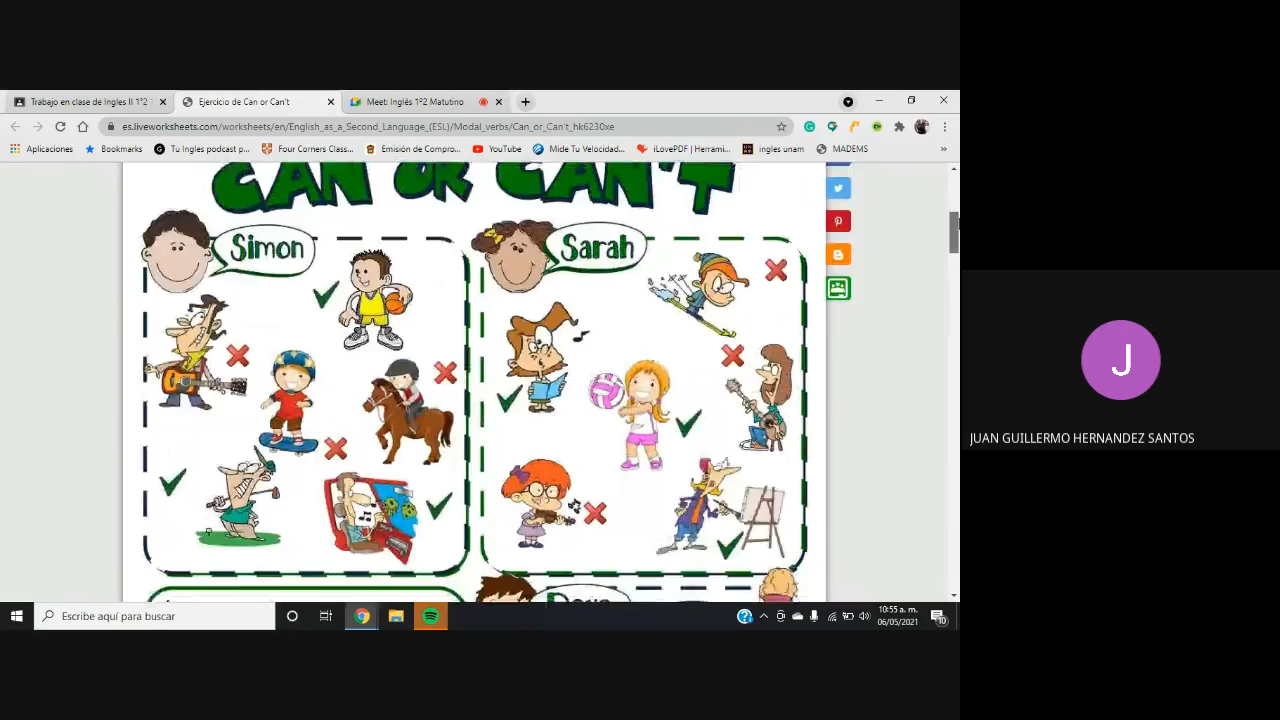 Trabajo en clase de Ingles II 1°2
Ejercicio de Can or Can't
Meet: Inglés 1º2 Matutino
es.liveworksheets.com/worksheets/en/English_as_a_Second_Language_(ESL)/Modal_verbs/Can_or_Can't_hk6230xe
Aplicaciones
Bookmarks
Tu Ingles podcast p...
Four Corners Class...
Emisión de Compro...
YouTube
Mide Tu Velocidad...
iLovePDF | Herrami...
ingles unam
MADEMS
»
CAN OR CAN'T
Simon
Sarah
J
JUAN GUILLERMO HERNANDEZ SANTOS
Escribe aquí para buscar
10:55 a. m.
06/05/2021
10